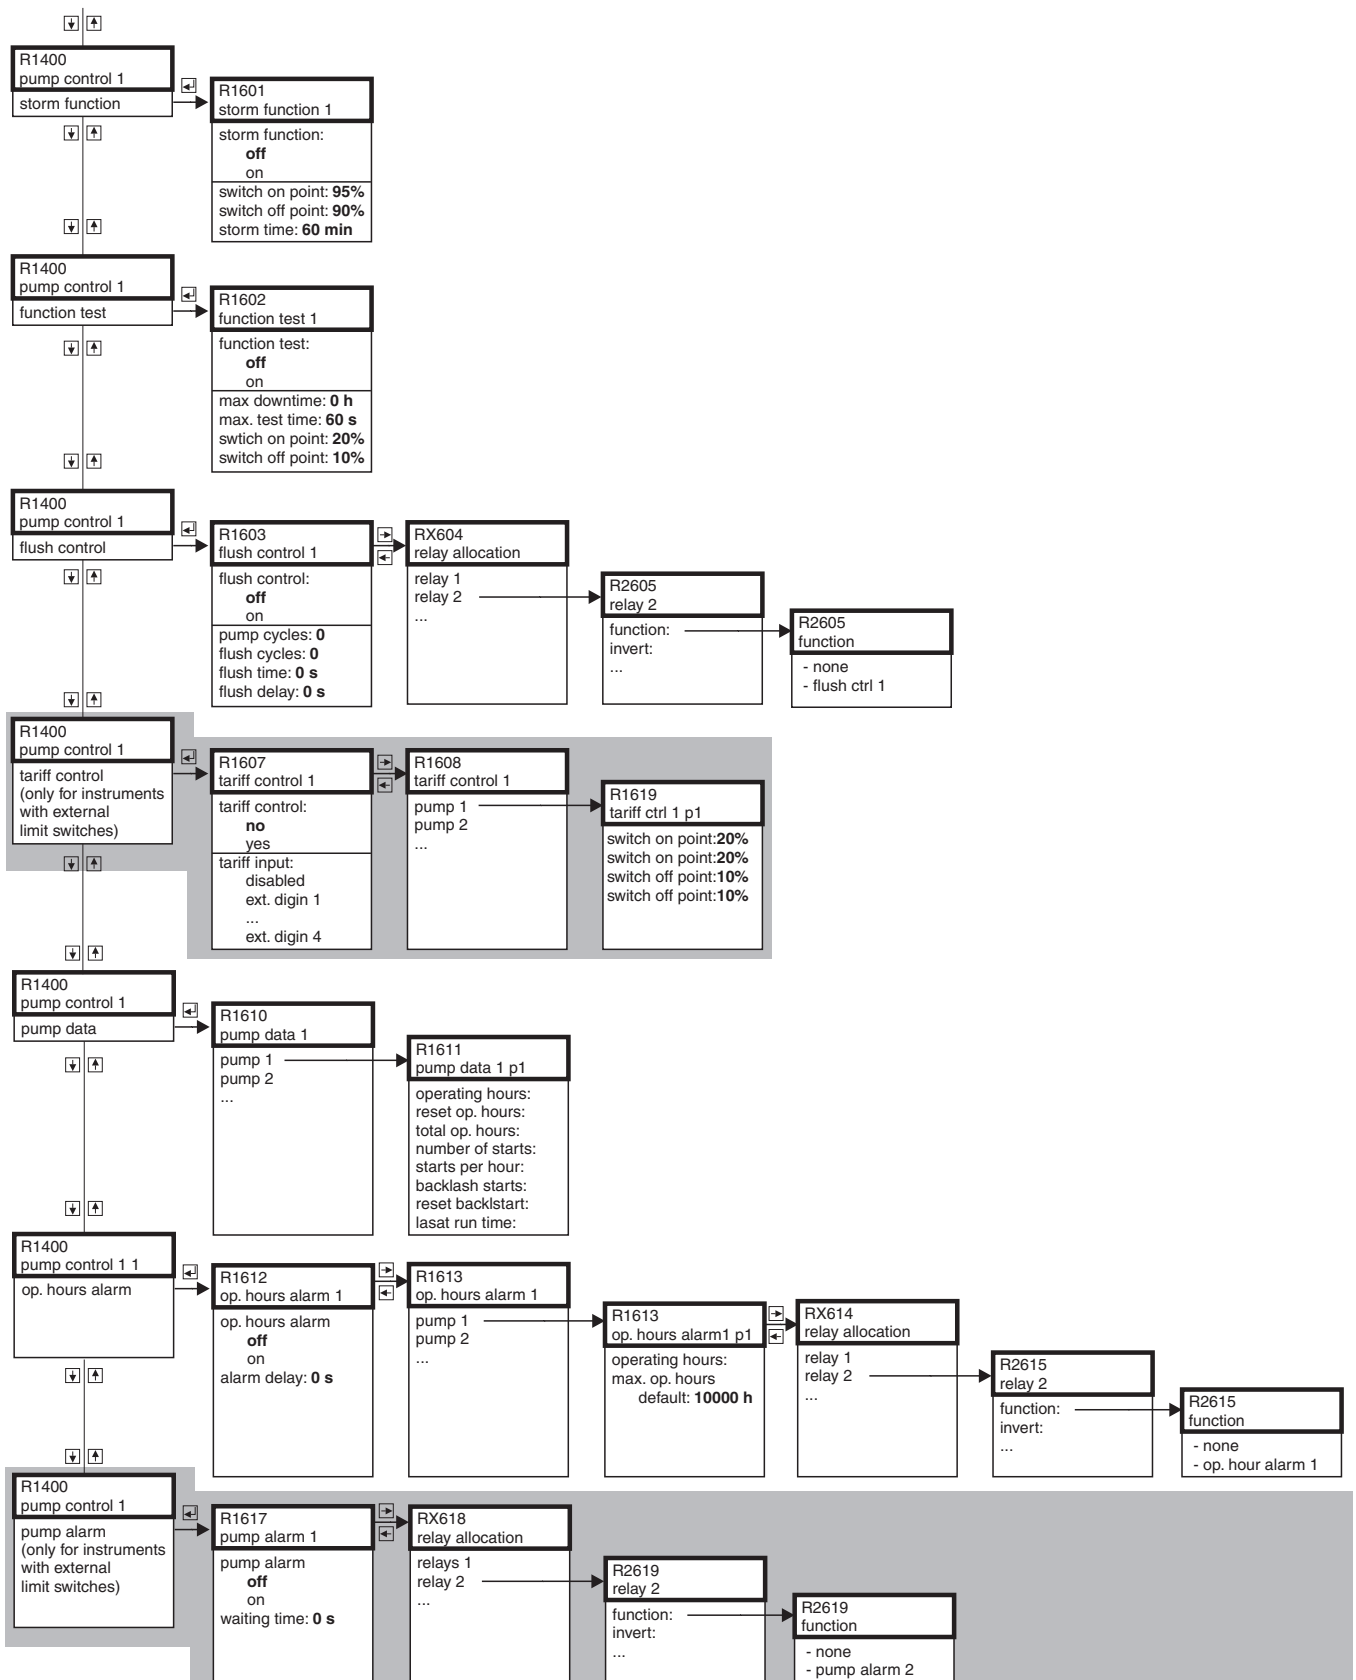 R1400
pump control 1
storm function
R1601
storm function 1
storm function:
off
on
switch on point: 95%
switch off point: 90%
storm time: 60 min
R1400
pump control 1
function test
R1602
function test 1
function test:
off
on
max downtime: 0 h
max. test time: 60 s
swtich on point: 20%
switch off point: 10%
R1400
pump control 1
flush control
R1603
flush control 1
flush control:
off
on
pump cycles: 0
flush cycles: 0
flush time: 0 s
flush delay: 0 s
RX604
relay allocation
relay 1
relay 2
...
R2605
relay 2
function:
invert:
...
R2605
function
- none
- flush ctrl 1
R1400
pump control 1
tariff control
(only for instruments
with external
limit switches)
R1607
tariff control 1
tariff control:
no
yes
tariff input:
disabled
ext. digin 1
...
ext. digin 4
R1608
tariff control 1
pump 1
pump 2
...
R1619
tariff ctrl 1 p1
switch on point:20%
switch on point:20%
switch off point:10%
switch off point:10%
R1400
pump control 1
pump data
R1610
pump data 1
pump 1
pump 2
...
R1611
pump data 1 p1
operating hours:
reset op. hours:
total op. hours:
number of starts:
starts per hour:
backlash starts:
reset backlstart:
lasat run time:
R1400
pump control 1 1
op. hours alarm
R1612
op. hours alarm 1
op. hours alarm
off
on
alarm delay: 0 s
R1613
op. hours alarm 1
pump 1
pump 2
...
R1613
op. hours alarm1 p1
operating hours:
max. op. hours
default: 10000 h
RX614
relay allocation
relay 1
relay 2
...
R2615
relay 2
function:
invert:
...
R2615
function
- none
- op. hour alarm 1
R1400
pump control 1
pump alarm
(only for instruments
with external
limit switches)
R1617
pump alarm 1
pump alarm
off
on
waiting time: 0 s
RX618
relay allocation
relays 1
relay 2
...
R2619
relay 2
function:
invert:
...
R2619
function
- none
- pump alarm 2